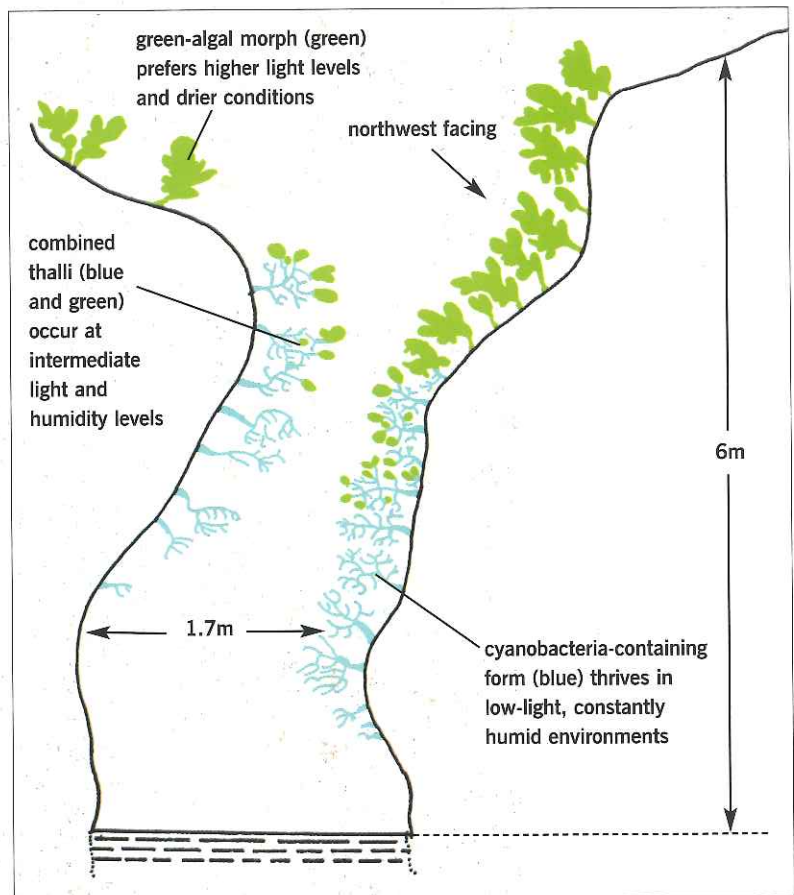 green-algal morph (green)
prefers higher light levels
and drier conditions
northwest facing
combined
thalli (blue
and green)
occur at
intermediate
light and
humidity levels
6m
1.7m
cyanobacteria-containing
form (blue) thrives in
low-light, constantly
humid environments